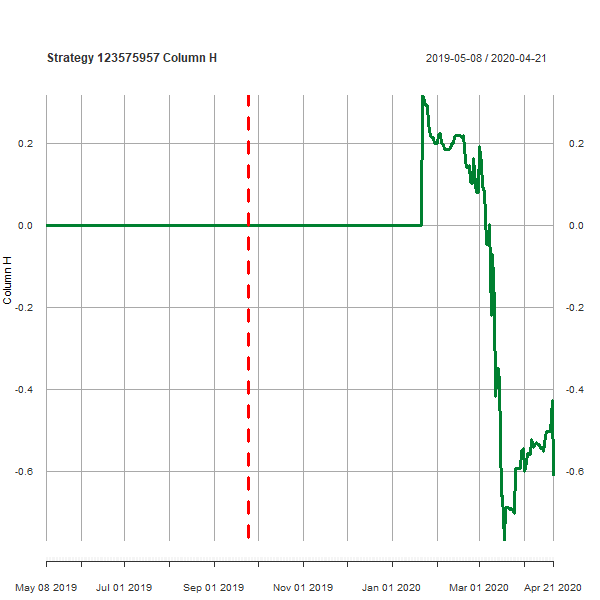 Strategy 123575957 Column H 2019-05-08 / 2020-04-21
0.2 0.2
0.0 0.0
Column H
-0.2 -0.2
-0.4 -0.4
-0.6 -0.6
May 08 2019 Jul 01 2019 Sep 01 2019 Nov 01 2019 Jan 01 2020 Mar 01 2020 Apr 21 2020